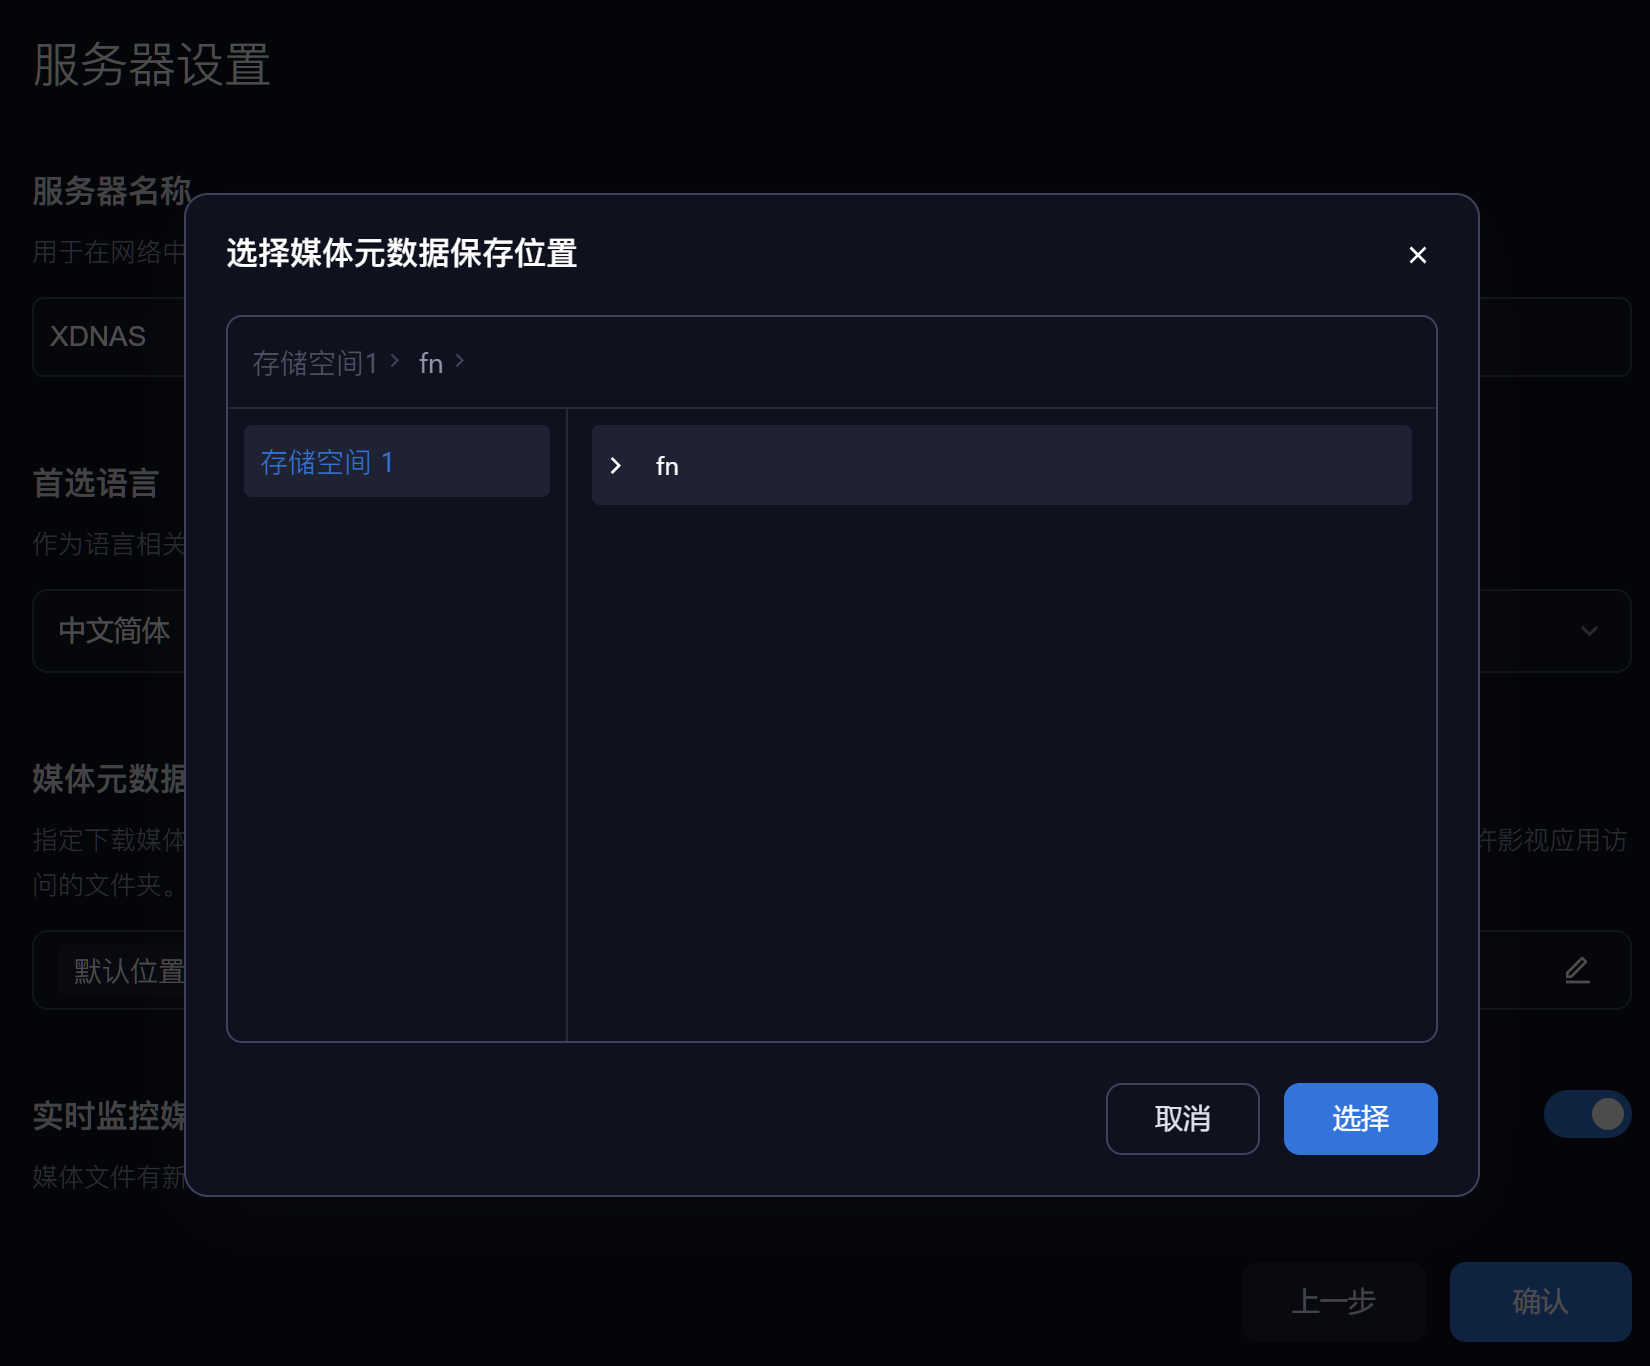 服务器设置
服务器名称
用于在网络中
XDNAS
选择媒体元数据保存位置
存储空间1 > fn >
存储空间 1
fn
首选语言
作为语言相关
中文简体
媒体元数据
指定下载媒体
许影视应用访
问的文件夹。
默认位置
实时监控媒
媒体文件有新
取消
选择
上一步
确认